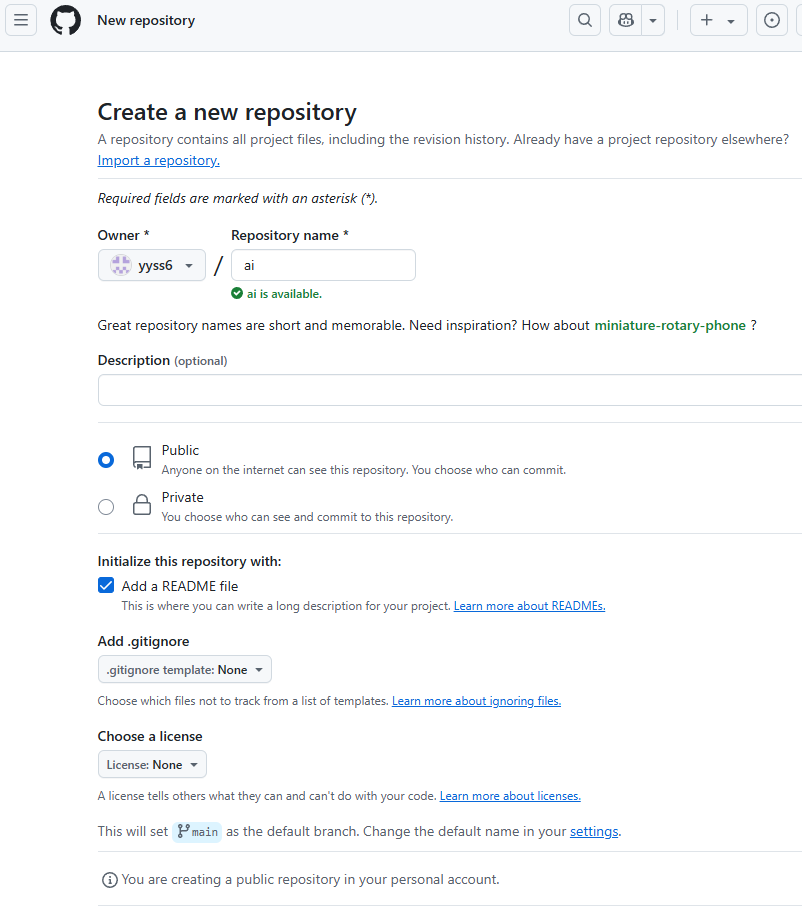 New repository
Create a new repository
A repository contains all project files, including the revision history. Already have a project repository elsewhere?
Import a repository.
Required fields are marked with an asterisk (*).
Owner * Repository name *
yyss6 / ai
ai is available.
Great repository names are short and memorable. Need inspiration? How about miniature-rotary-phone ?
Description (optional)
Public
Anyone on the internet can see this repository. You choose who can commit.
Private
You choose who can see and commit to this repository.
Initialize this repository with:
Add a README file
This is where you can write a long description for your project. Learn more about READMEs.
Add .gitignore
.gitignore template: None
Choose which files not to track from a list of templates. Learn more about ignoring files.
Choose a license
License: None
A license tells others what they can and can't do with your code. Learn more about licenses.
This will set main as the default branch. Change the default name in your settings.
You are creating a public repository in your personal account.